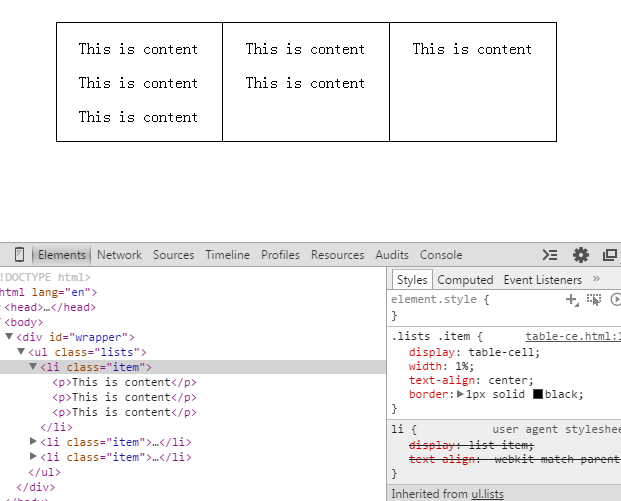 This is content This is content This is content
This is content This is content
This is content
Elements Network Sources Timeline Profiles Resources Audits Console
!DOCTYPE html>
html lang="en">
<head>…</head>
<body>
<div id="wrapper">
<ul class="lists">
<li class="item">
<p>This is content</p>
<p>This is content</p>
<p>This is content</p>
</li>
<li class="item">…</li>
<li class="item">…</li>
</ul>
</div>
</body>
Styles Computed Event Listeners »
element.style {
}
.lists .item { table-ce.html:1
display: table-cell;
width: 1%;
text-align: center;
border: 1px solid black;
}
li { user agent styleshee
display: list-item;
text-align: -webkit-match-parent
}
Inherited from ul.lists